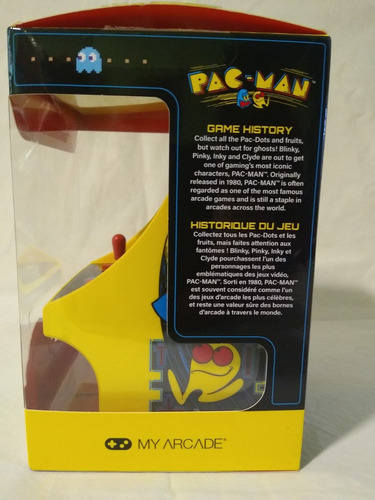 PAC-MAN™
GAME HISTORY
Collect all the Pac-Dots and fruits,
but watch out for ghosts! Blinky,
Pinky, Inky and Clyde are out to get
one of gaming's most iconic
characters, PAC-MAN™. Originally
released in 1980, PAC-MAN™ is often
regarded as one of the most famous
arcade games and is still a staple in
arcades across the world.
HISTORIQUE DU JEU
Collectez tous les Pac-Dots et les
fruits, mais faites attention aux
fantômes ! Blinky, Pinky, Inky et
Clyde pourchassent l'un des
personnages les plus
emblématiques des jeux vidéo,
PAC-MAN™. Sorti en 1980, PAC-MAN™
est souvent considéré comme l'un
des jeux d'arcade les plus célèbres,
et reste une valeur sûre des bornes
d'arcade à travers le monde.
MY ARCADE®